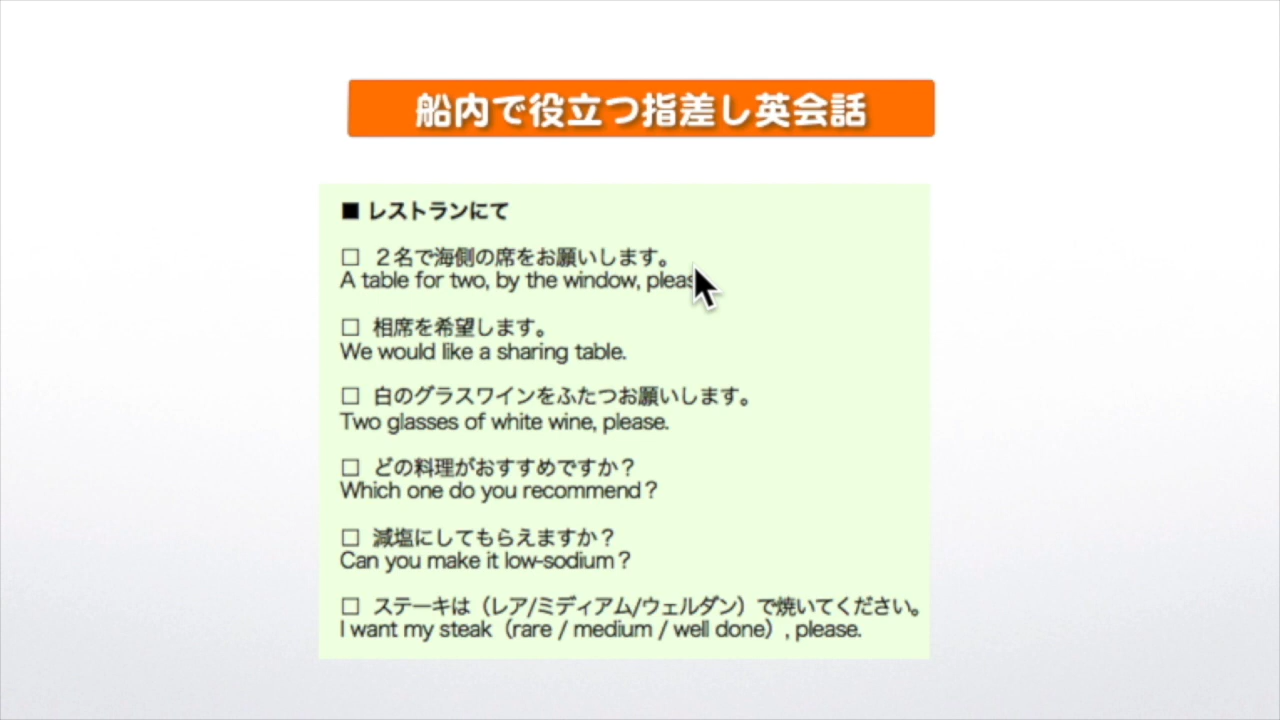 船内で役立つ指差し英会話
■ レストランにて
□ ２名で海側の席をお願いします。
A table for two, by the window,
□ 相席を希望します。
We would like a sharing table.
□ 白のグラスワインをふたつお願いします。
Two glasses of white wine, please.
□ どの料理がおすすめですか？
Which one do you recommend？
□ 減塩にしてもらえますか？
Can you make it low-sodium？
□ ステーキは（レア/ミディアム/ウェルダン）で焼いてください。
I want my steak（rare / medium / well done）, please.